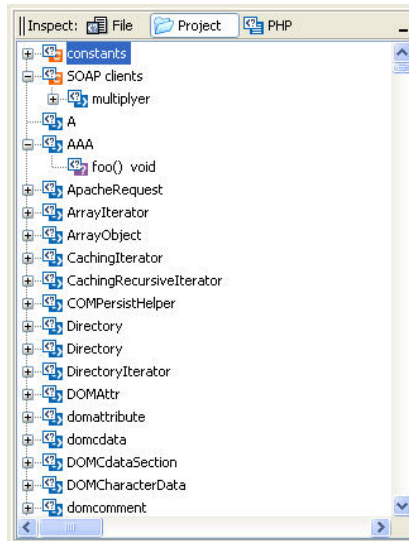 Inspect: File Project PHP
constants
SOAP clients
multiplyer
A
AAA
foo() void
ApacheRequest
ArrayIterator
ArrayObject
CachingIterator
CachingRecursiveIterator
COMPersistHelper
Directory
Directory
DirectoryIterator
DOMAttr
domattribute
domcdata
DOMCdataSection
DOMCharacterData
domcomment